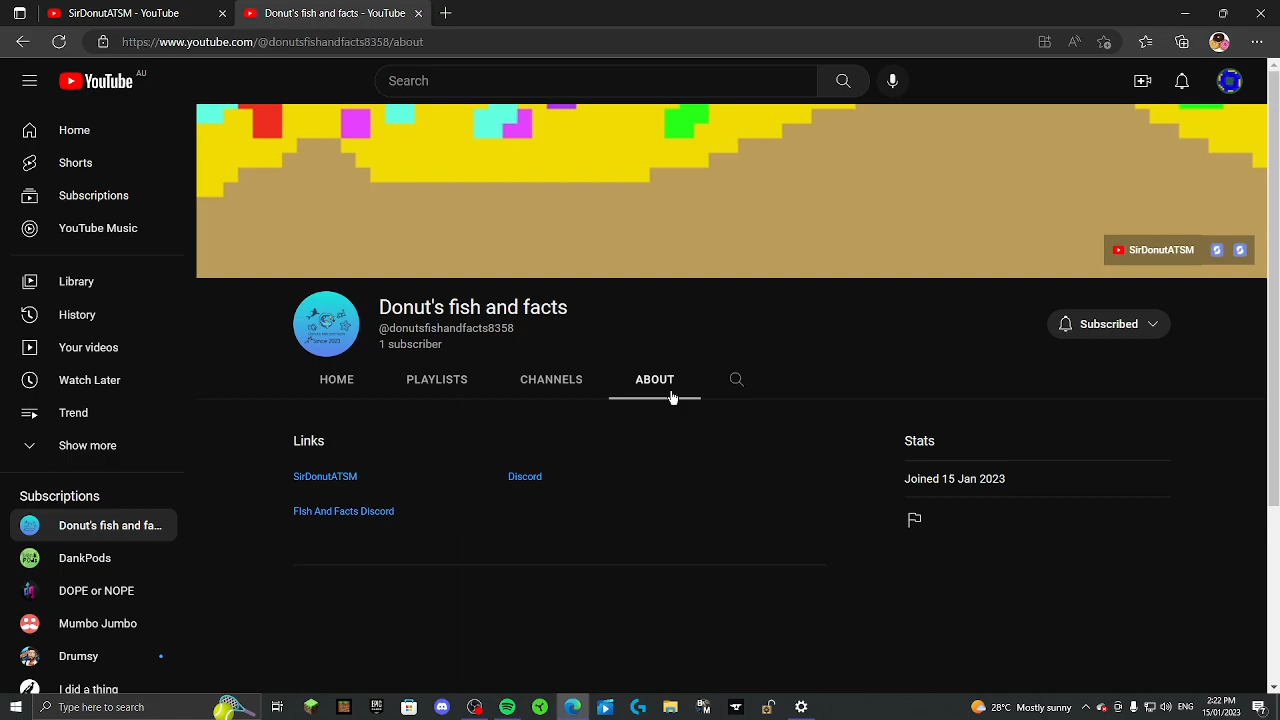 SirDonutATSM - YouTube
Donut's fish and facts - YouTube
https://www.youtube.com/@donutsfishandfacts8358/about
YouTube AU
Search
Home
Shorts
Subscriptions
YouTube Music
Library
History
Your videos
Watch Later
Trend
Show more
Subscriptions
Donut's fish and fa...
DankPods
DOPE or NOPE
Mumbo Jumbo
Drumsy
I did a thing
SirDonutATSM
Since 2023
Donut's fish and facts
@donutsfishandfacts8358
1 subscriber
Subscribed
HOME PLAYLISTS CHANNELS ABOUT
Links
SirDonutATSM
Discord
FIsh And Facts Discord
Stats
Joined 15 Jan 2023
Type here to search
28°C Mostly sunny
ENG
2:22 PM
15/01/2023